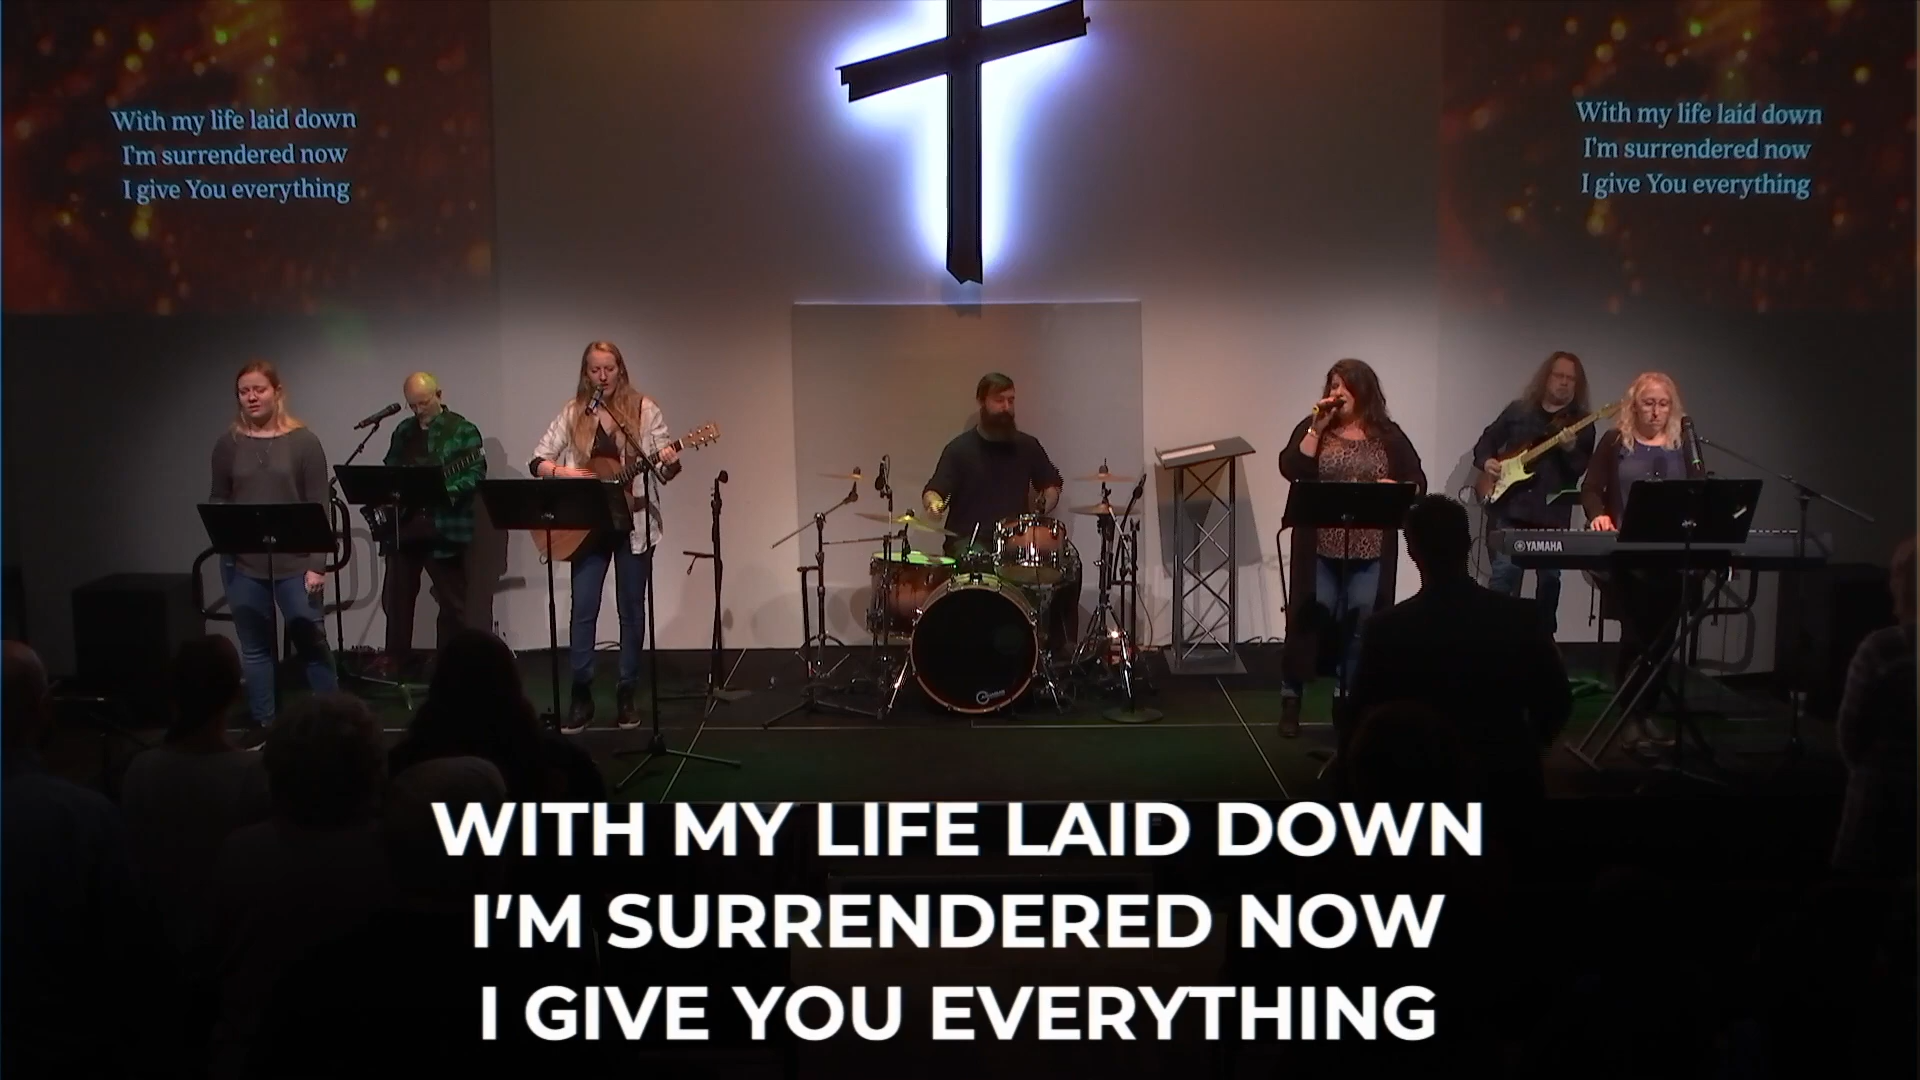 With my life laid down
I'm surrendered now
I give You everything
With my life laid down
I'm surrendered now
I give You everything
YAMAHA
WITH MY LIFE LAID DOWN
I'M SURRENDERED NOW
I GIVE YOU EVERYTHING